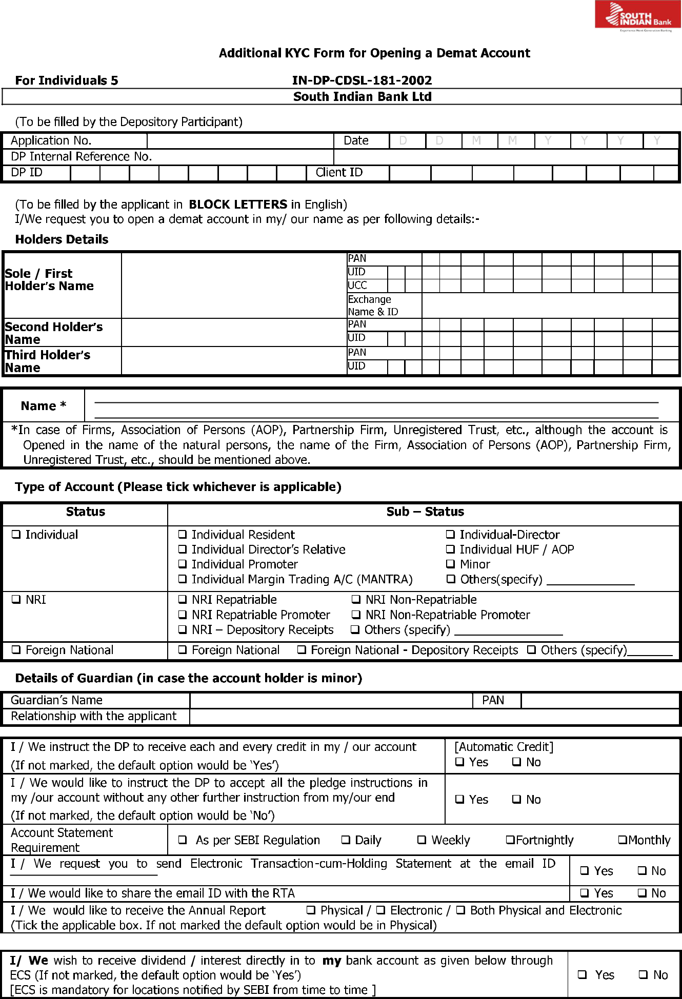 SOUTH
INDIAN Bank
Experience Next Generation Banking
Additional KYC Form for Opening a Demat Account
For Individuals 5 IN-DP-CDSL-181-2002
South Indian Bank Ltd
(To be filled by the Depository Participant)
Application No. Date D D M M Y Y Y Y
DP Internal Reference No.
DP ID Client ID
(To be filled by the applicant in BLOCK LETTERS in English)
I/We request you to open a demat account in my/ our name as per following details:-
Holders Details
Sole / First
Holder's Name
PAN
UID
UCC
Exchange
Name & ID
Second Holder's
Name
PAN
UID
Third Holder's
Name
PAN
UID
Name *
*In case of Firms, Association of Persons (AOP), Partnership Firm, Unregistered Trust, etc., although the account is
Opened in the name of the natural persons, the name of the Firm, Association of Persons (AOP), Partnership Firm,
Unregistered Trust, etc., should be mentioned above.
Type of Account (Please tick whichever is applicable)
Status Sub – Status
❑ Individual ❑ Individual Resident ❑ Individual-Director
❑ Individual Director's Relative ❑ Individual HUF / AOP
❑ Individual Promoter ❑ Minor
❑ Individual Margin Trading A/C (MANTRA) ❑ Others(specify) ____________
❑ NRI ❑ NRI Repatriable ❑ NRI Non-Repatriable
❑ NRI Repatriable Promoter ❑ NRI Non-Repatriable Promoter
❑ NRI – Depository Receipts ❑ Others (specify) ______________
❑ Foreign National ❑ Foreign National ❑ Foreign National - Depository Receipts ❑ Others (specify)______
Details of Guardian (in case the account holder is minor)
Guardian's Name PAN
Relationship with the applicant
I / We instruct the DP to receive each and every credit in my / our account [Automatic Credit]
(If not marked, the default option would be 'Yes') ❑ Yes ❑ No
I / We would like to instruct the DP to accept all the pledge instructions in
my /our account without any other further instruction from my/our end ❑ Yes ❑ No
(If not marked, the default option would be 'No')
Account Statement
Requirement
❑ As per SEBI Regulation ❑ Daily ❑ Weekly ❑Fortnightly ❑Monthly
I / We request you to send Electronic Transaction-cum-Holding Statement at the email ID
____________________ ❑ Yes ❑ No
I / We would like to share the email ID with the RTA ❑ Yes ❑ No
I / We would like to receive the Annual Report ❑ Physical / ❑ Electronic / ❑ Both Physical and Electronic
(Tick the applicable box. If not marked the default option would be in Physical)
I/ We wish to receive dividend / interest directly in to my bank account as given below through
ECS (If not marked, the default option would be 'Yes') ❑ Yes ❑ No
[ECS is mandatory for locations notified by SEBI from time to time ]